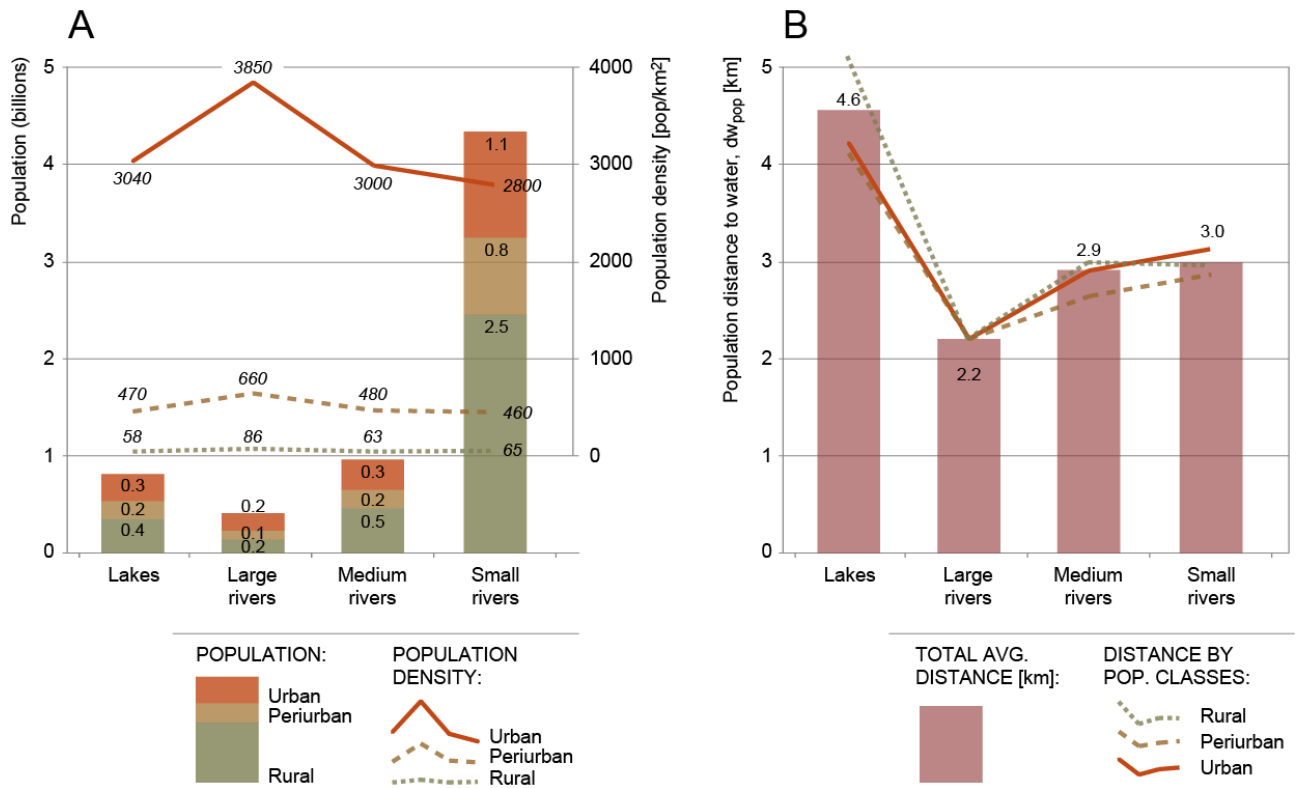 A
Population (billions)
5
4
3
2
1
0
4000
3000
2000
1000
0
Population density [pop/km²]
3850
3040
3000
2800
470
660
480
460
58
86
63
65
0.3
0.2
0.4
0.2
0.1
0.2
0.3
0.2
0.5
1.1
0.8
2.5
Lakes
Large
rivers
Medium
rivers
Small
rivers
POPULATION:
Urban
Periurban
Rural
POPULATION
DENSITY:
Urban
Periurban
Rural
B
Population distance to water, dwpop [km]
5
4
3
2
1
0
4.6
2.2
2.9
3.0
Lakes
Large
rivers
Medium
rivers
Small
rivers
TOTAL AVG.
DISTANCE [km]:
DISTANCE BY
POP. CLASSES:
Rural
Periurban
Urban